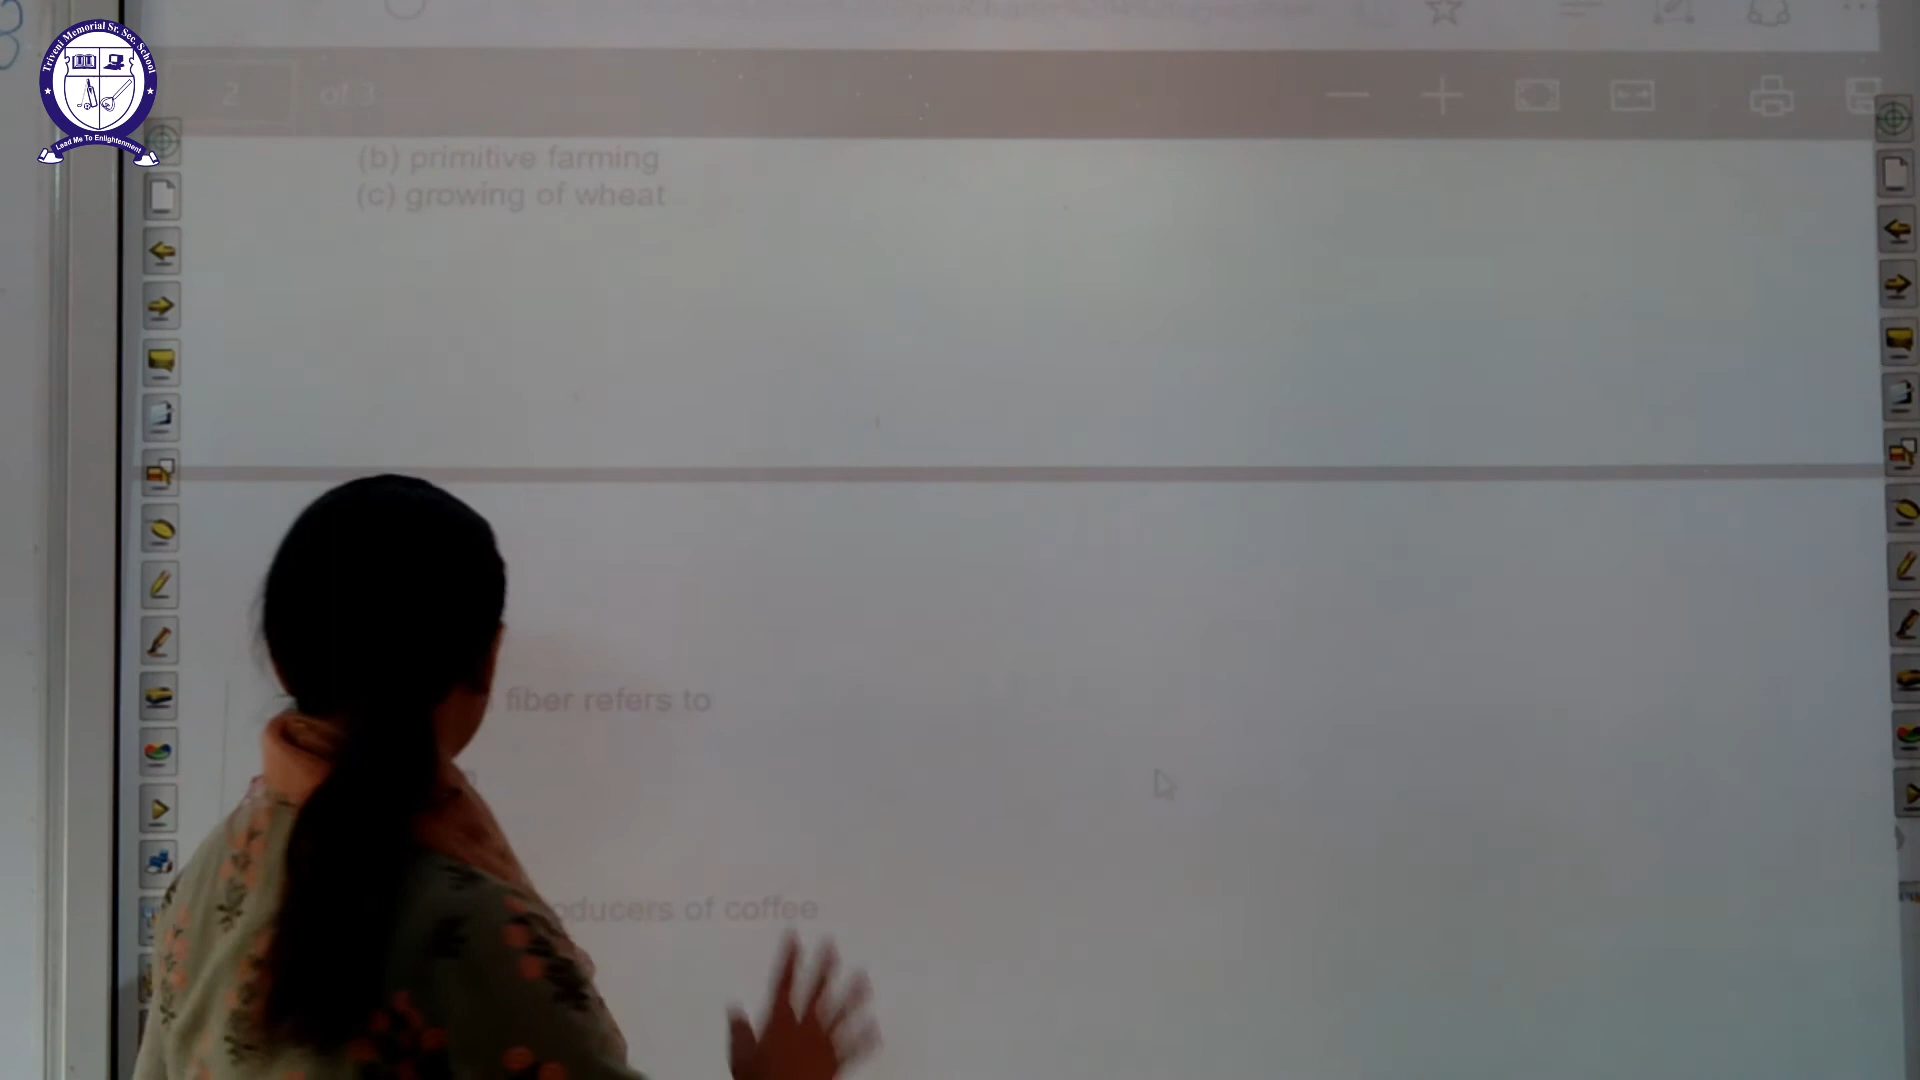 Triveni Memorial Sr. Sec. School
Lead Me To Enlightenment
2 of 3
(b) primitive farming
(c) growing of wheat
fiber refers to
of coffee